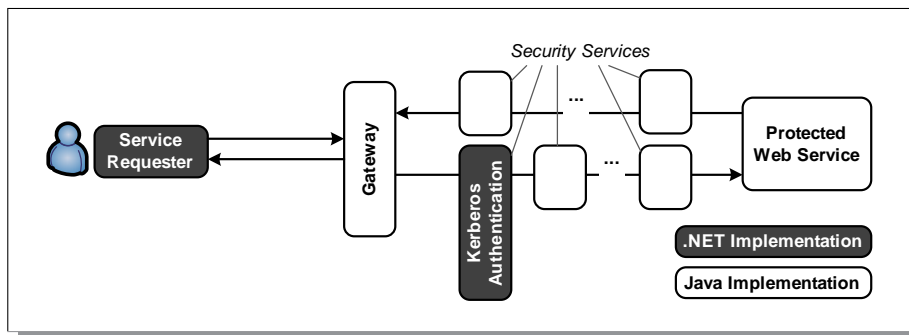 Security Services
...
Service
Requester
Gateway
Kerberos
Authentication
...
Protected
Web Service
.NET Implementation
Java Implementation